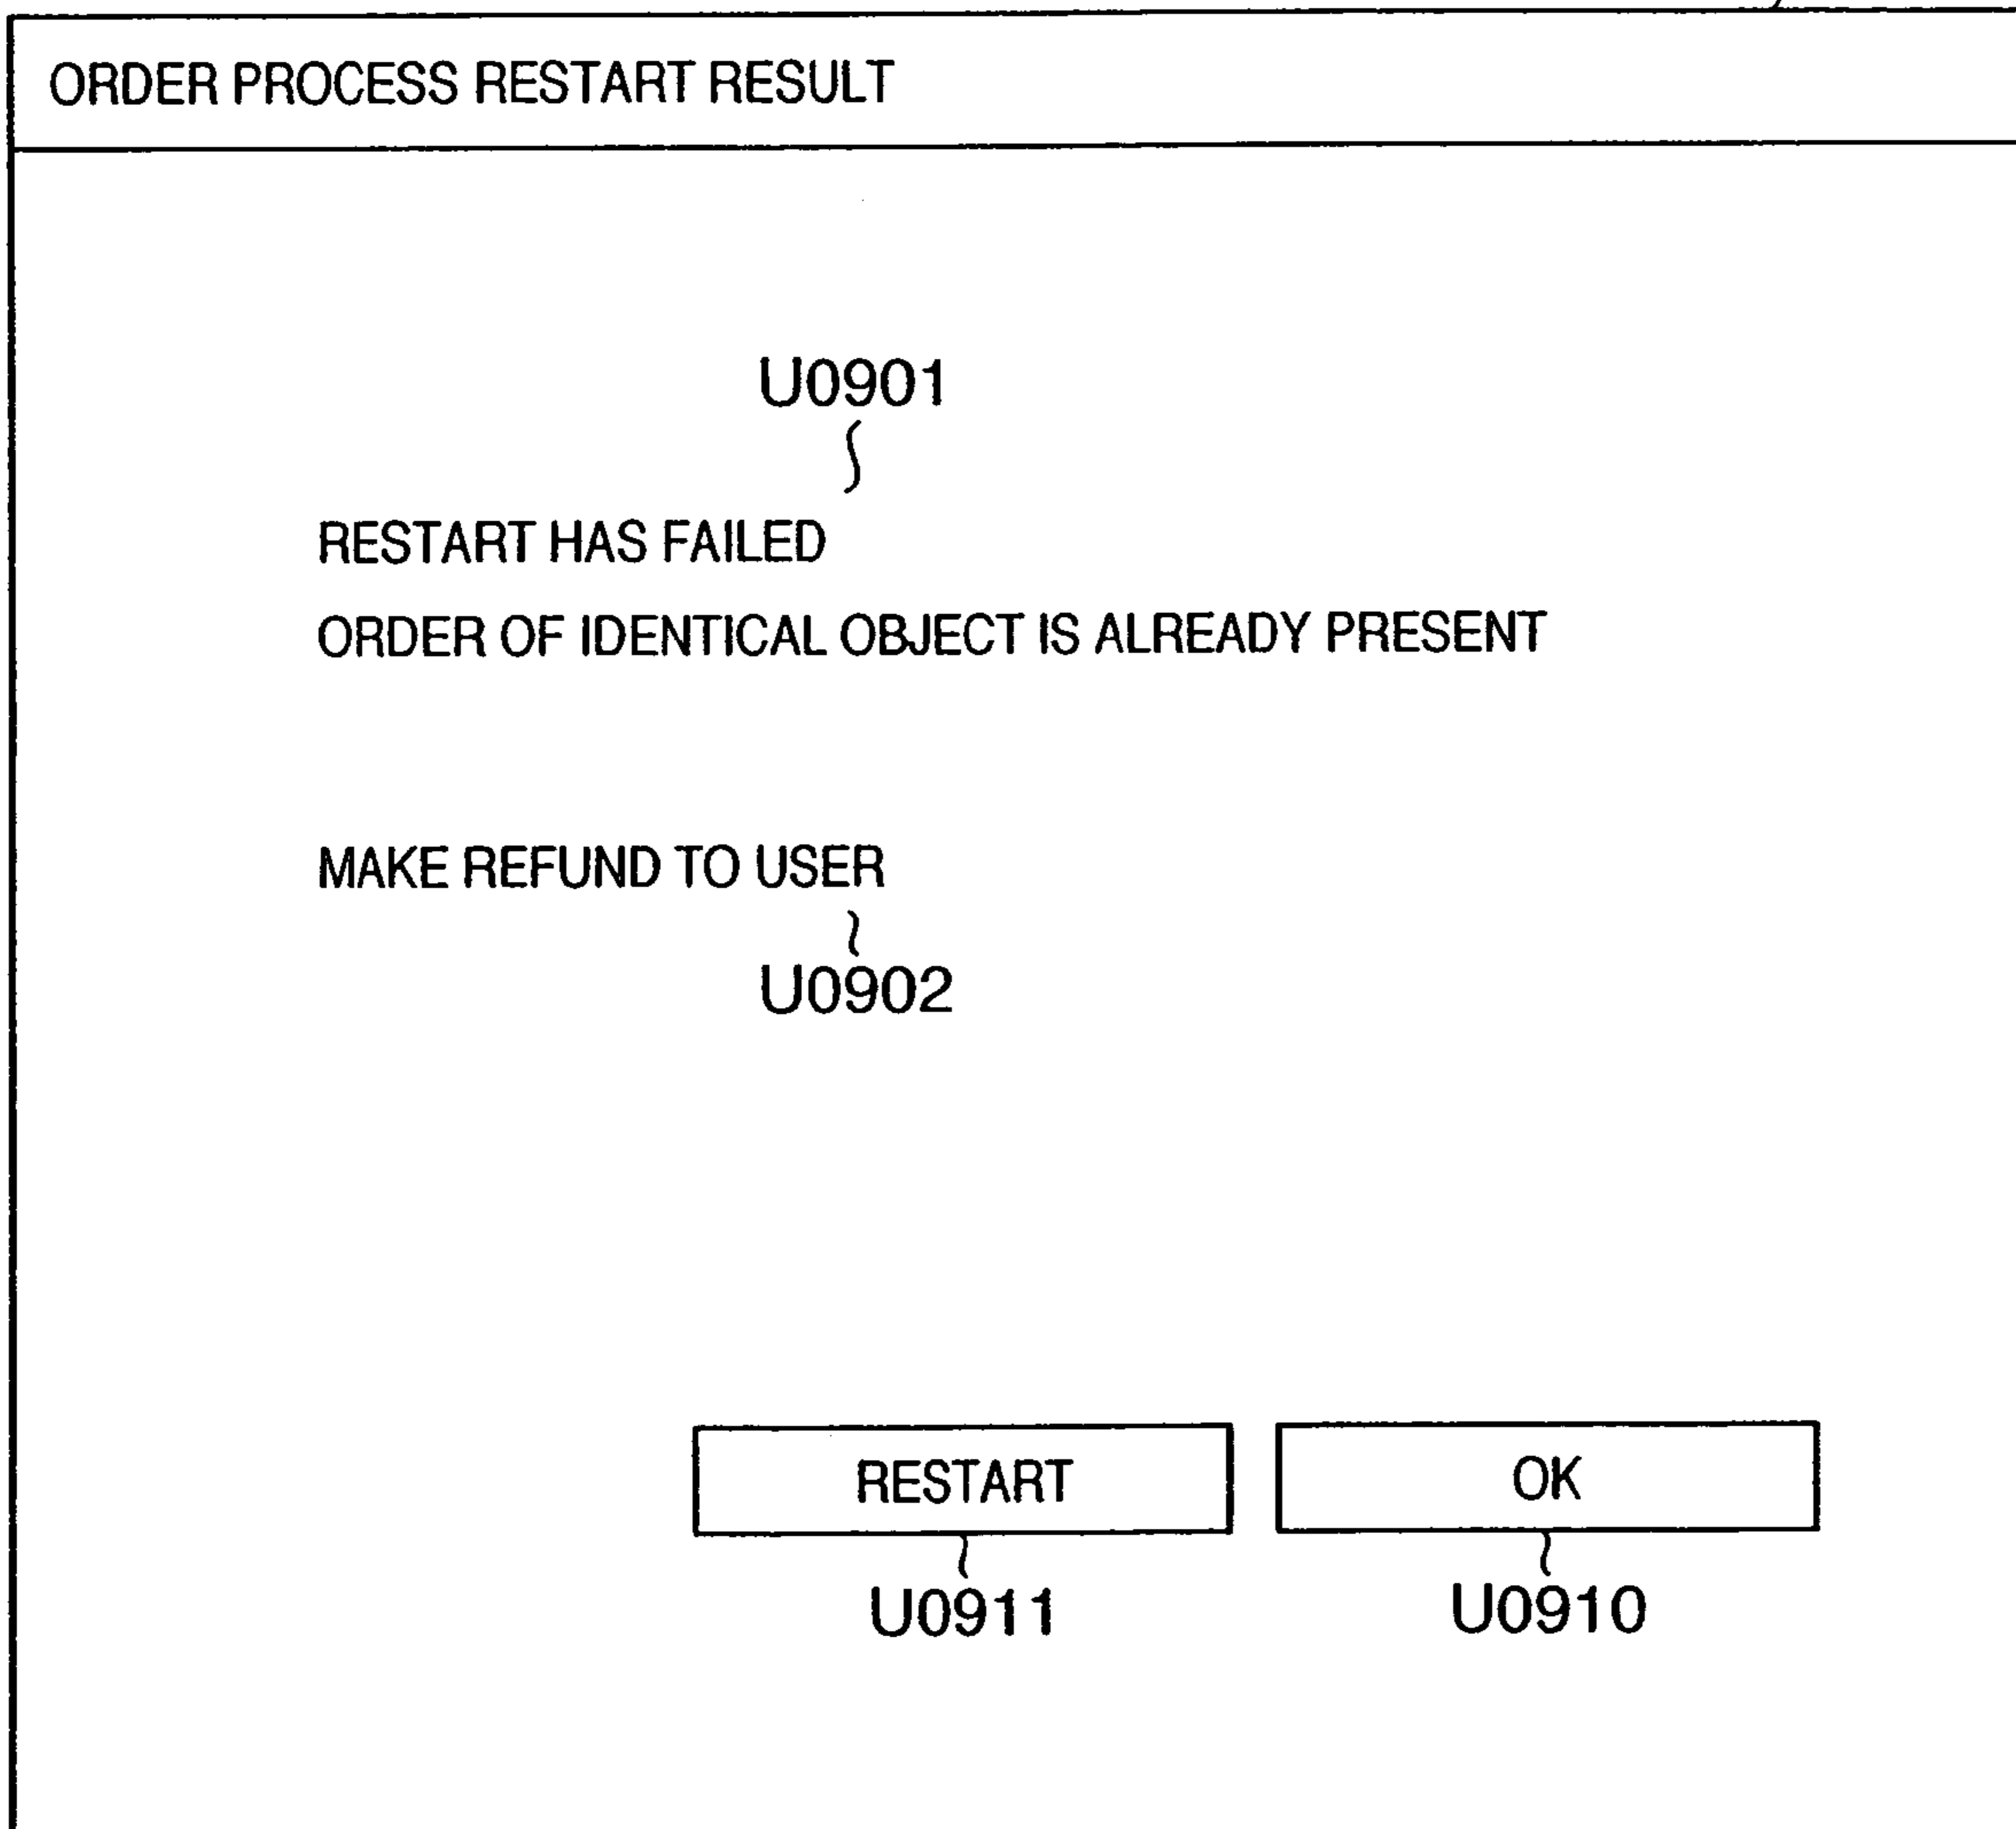 ORDER PROCESS RESTART RESULT
U0901
RESTART HAS FAILED
ORDER OF IDENTICAL OBJECT IS ALREADY PRESENT
MAKE REFUND TO USER
U0902
RESTART
OK
U0911
U0910